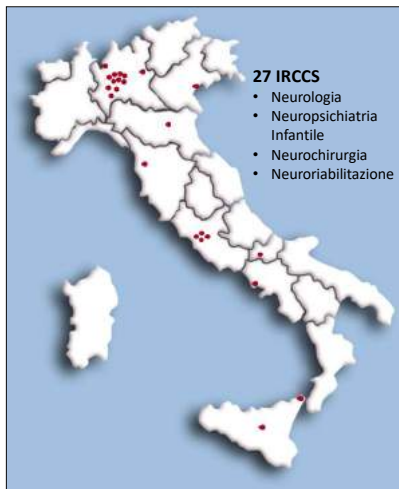 27 IRCCS
• Neurologia
• Neuropsichiatria
Infantile
• Neurochirurgia
• Neuroriabilitazione